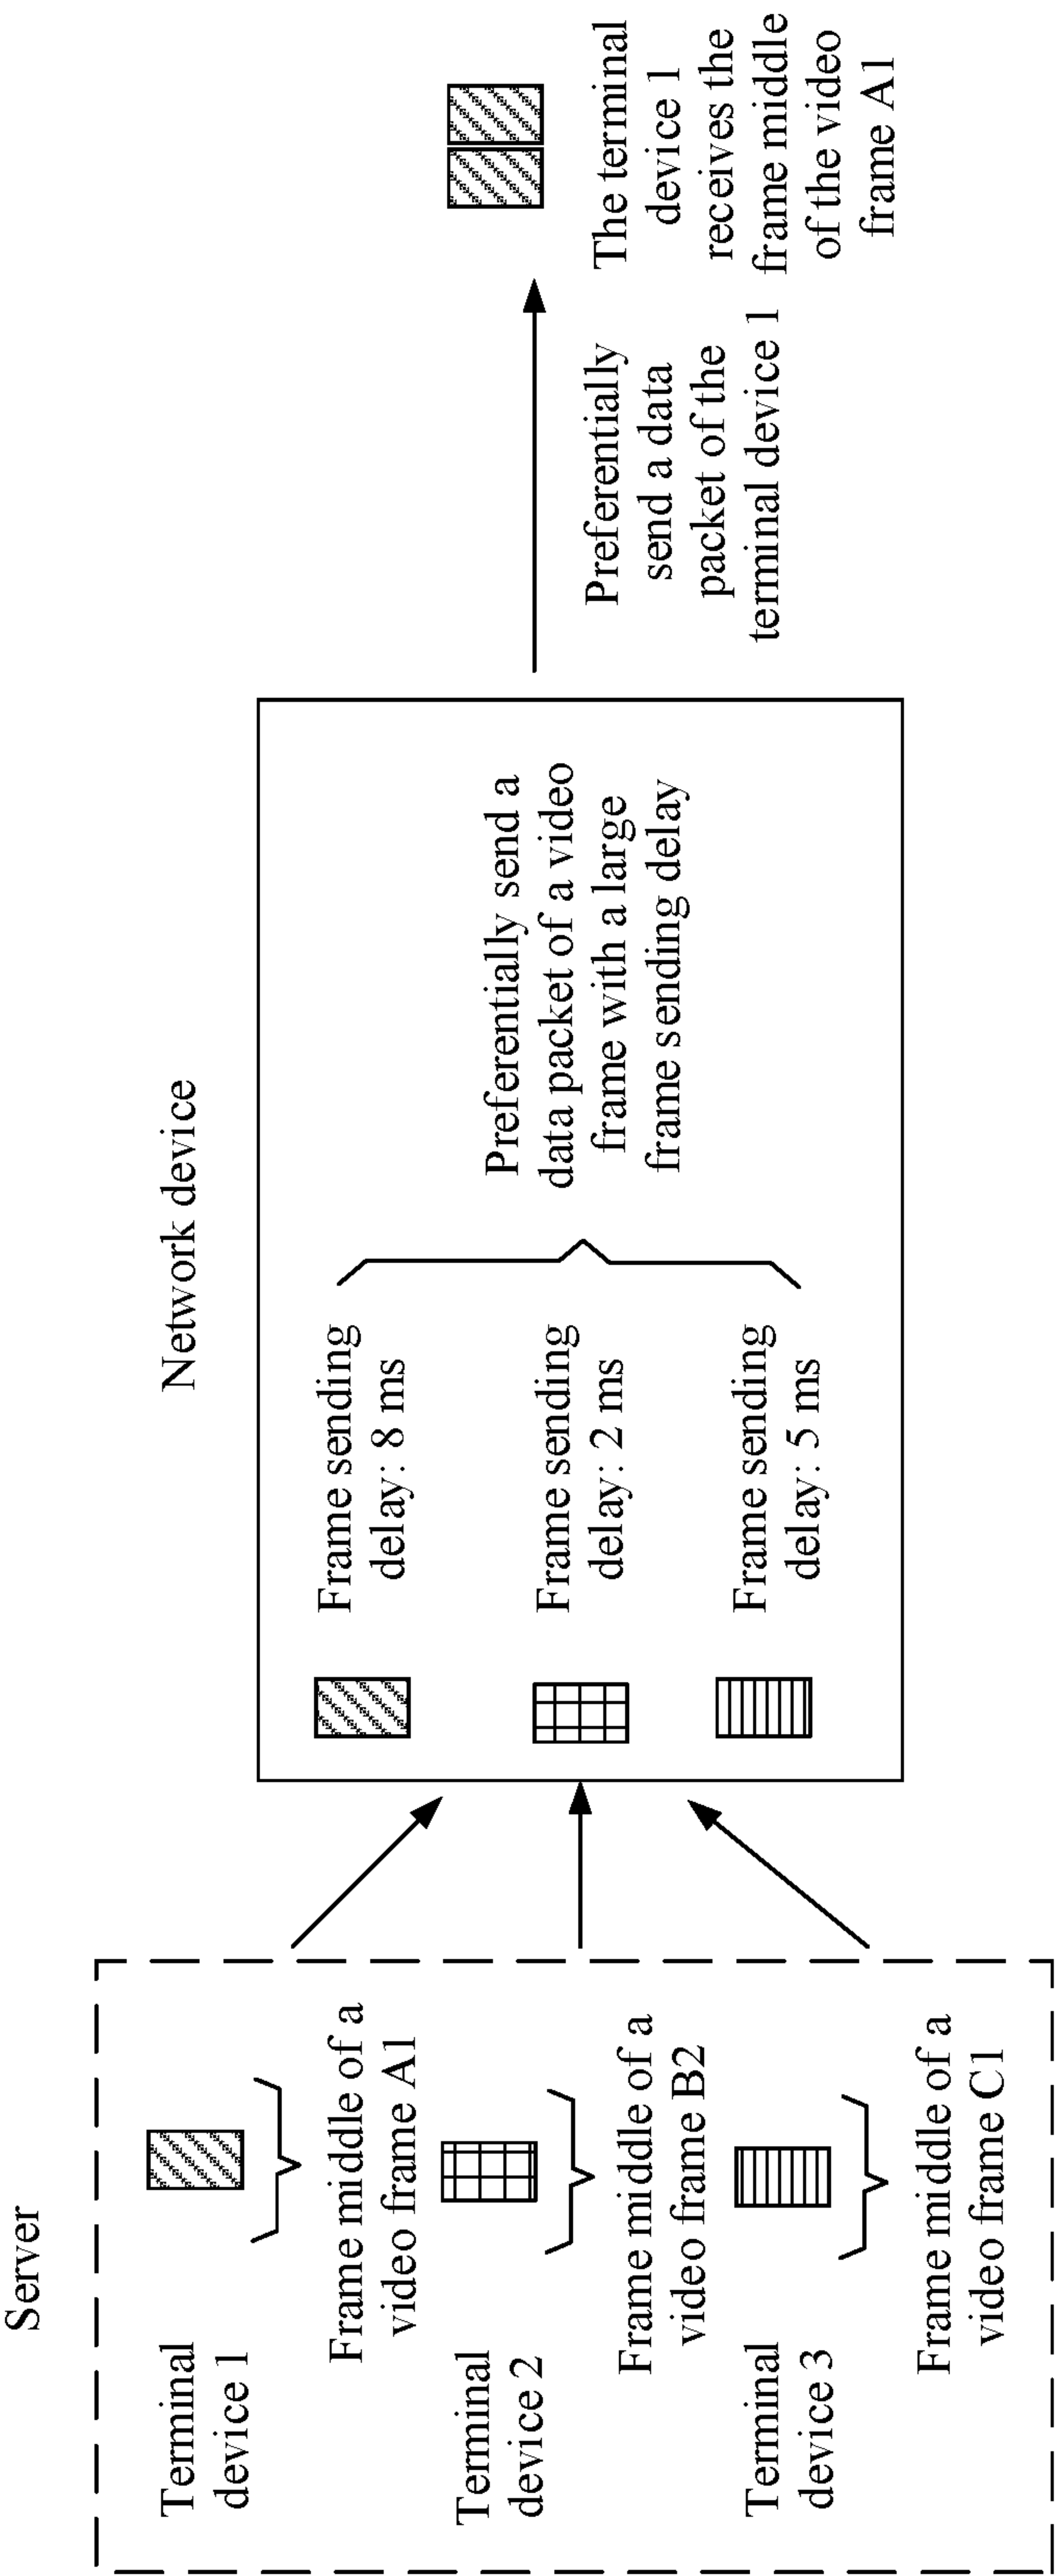 Server
Terminal
device 1
Frame middle of a
video frame A1
Terminal
device 2
Frame middle of a
video frame B2
Terminal
device 3
Frame middle of a
video frame C1
Network device
Frame sending
delay: 8 ms
Frame sending
delay: 2 ms
Frame sending
delay: 5 ms
Preferentially send a
data packet of a video
frame with a large
frame sending delay
Preferentially
send a data
packet of the
terminal device 1
The terminal
device 1
receives the
frame middle
of the video
frame A1